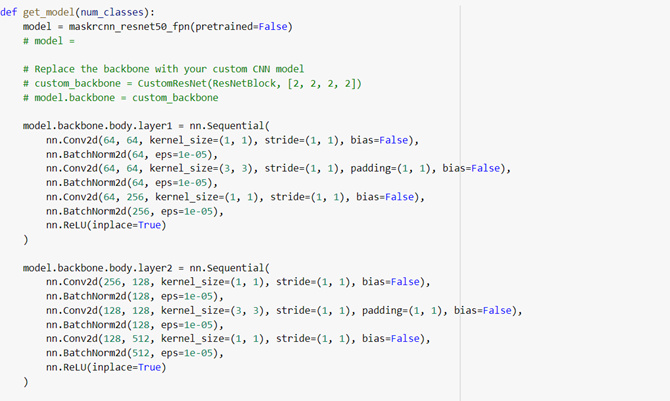 def get_model(num_classes):
    model = maskrcnn_resnet50_fpn(pretrained=False)
    # model =
    # Replace the backbone with your custom CNN model
    # custom_backbone = CustomResNet(ResNetBlock, [2, 2, 2, 2])
    # model.backbone = custom_backbone
    model.backbone.body.layer1 = nn.Sequential(
        nn.Conv2d(64, 64, kernel_size=(1, 1), stride=(1, 1), bias=False),
        nn.BatchNorm2d(64, eps=1e-05),
        nn.Conv2d(64, 64, kernel_size=(3, 3), stride=(1, 1), padding=(1, 1), bias=False),
        nn.BatchNorm2d(64, eps=1e-05),
        nn.Conv2d(64, 256, kernel_size=(1, 1), stride=(1, 1), bias=False),
        nn.BatchNorm2d(256, eps=1e-05),
        nn.ReLU(inplace=True)
    )
    model.backbone.body.layer2 = nn.Sequential(
        nn.Conv2d(256, 128, kernel_size=(1, 1), stride=(1, 1), bias=False),
        nn.BatchNorm2d(128, eps=1e-05),
        nn.Conv2d(128, 128, kernel_size=(3, 3), stride=(1, 1), padding=(1, 1), bias=False),
        nn.BatchNorm2d(128, eps=1e-05),
        nn.Conv2d(128, 512, kernel_size=(1, 1), stride=(1, 1), bias=False),
        nn.BatchNorm2d(512, eps=1e-05),
        nn.ReLU(inplace=True)
    )